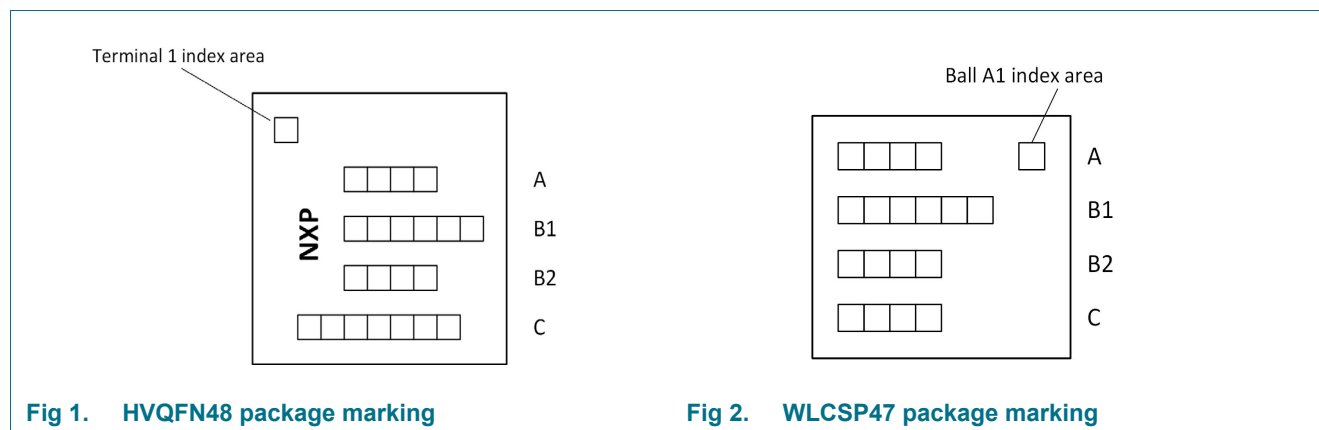 Terminal 1 index area
A
B1
B2
C
NXP
Fig 1. HVQFN48 package marking
Ball A1 index area
A
B1
B2
C
Fig 2. WLCSP47 package marking